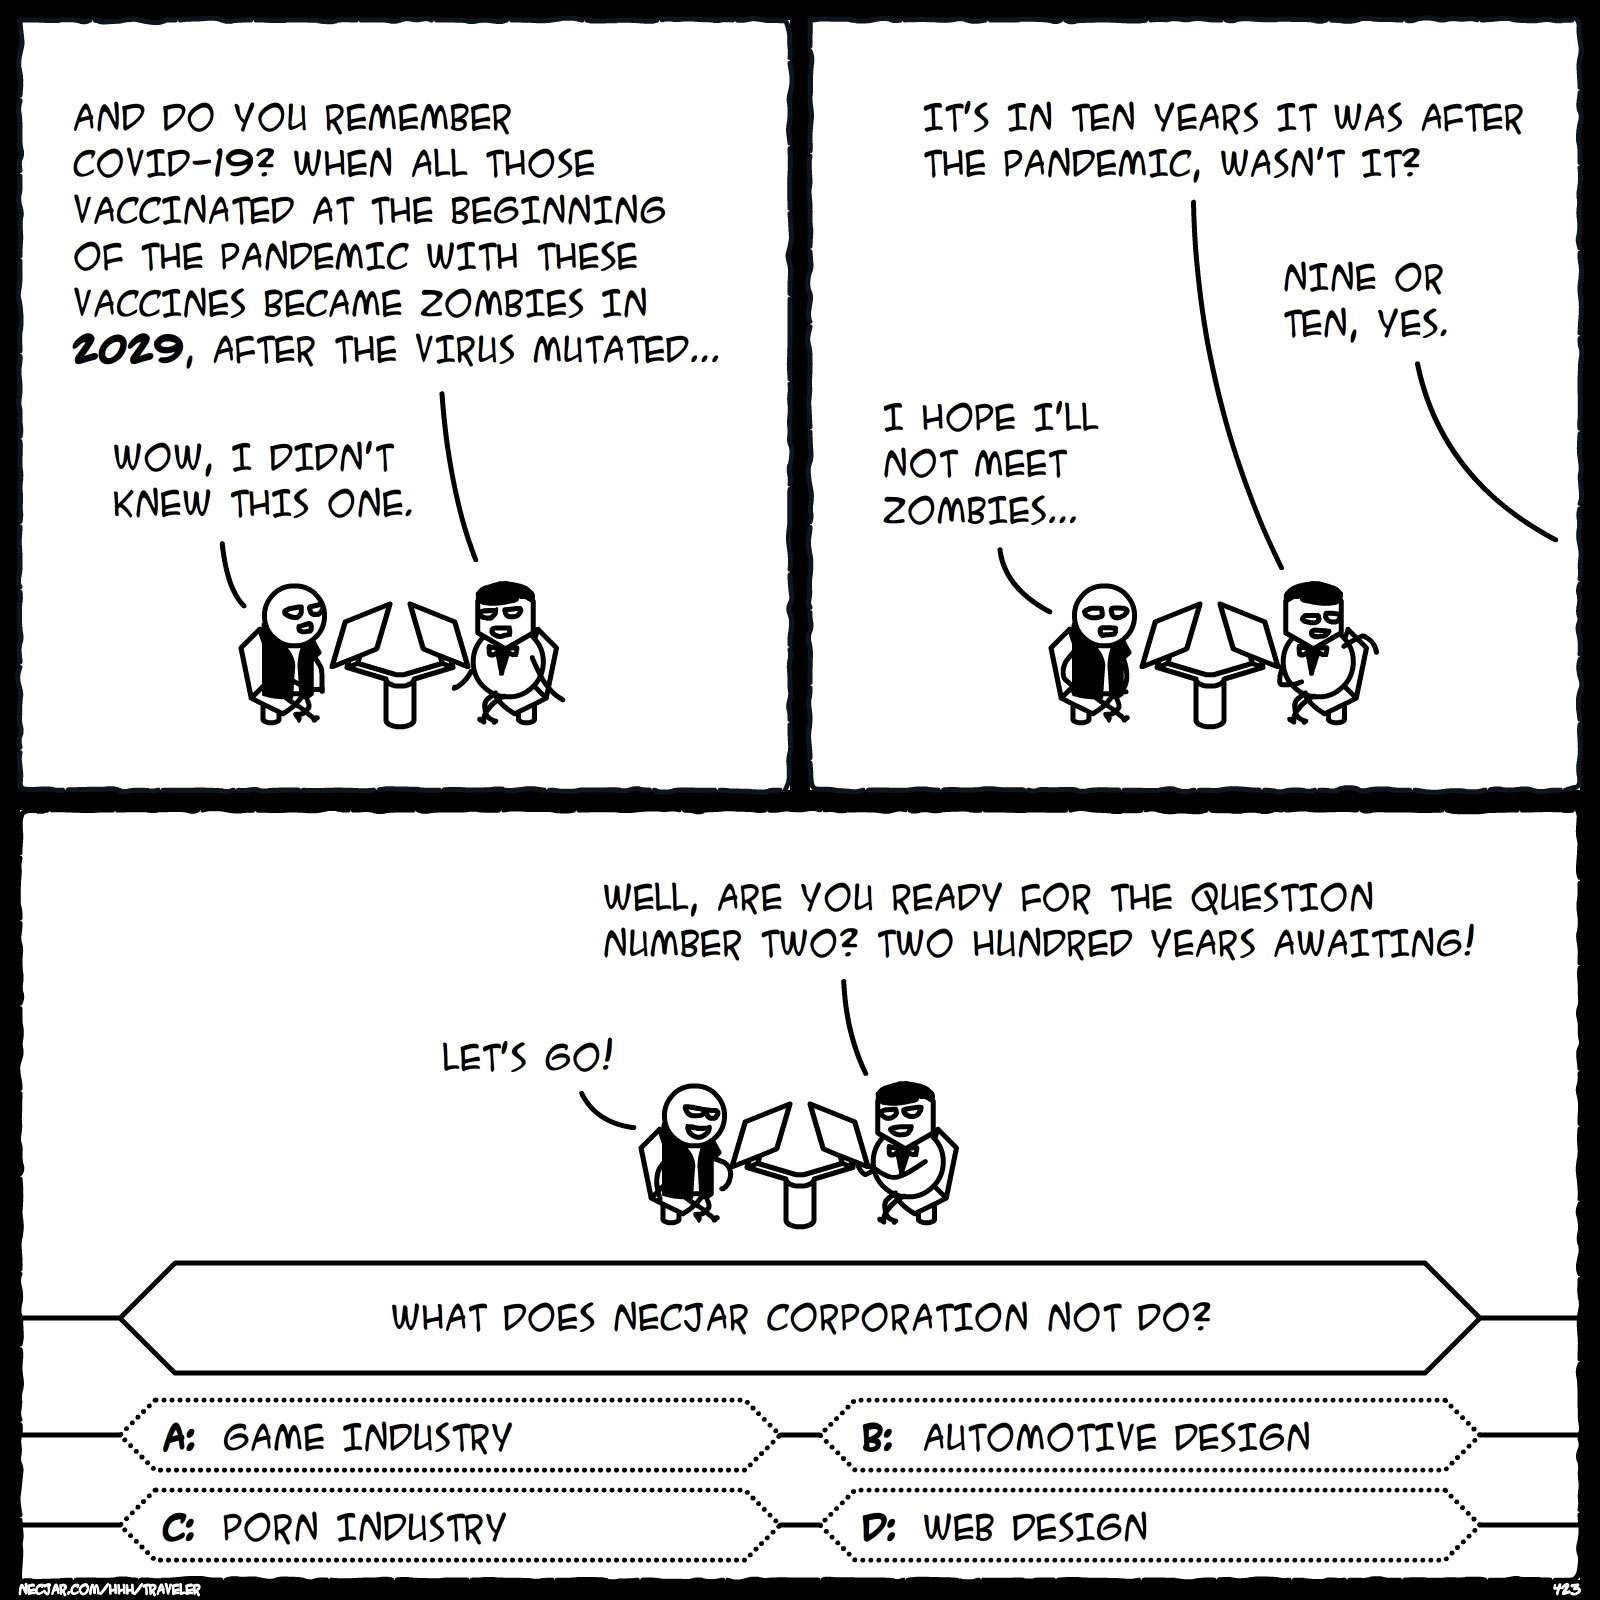 AND DO YOU REMEMBER
COVID-19? WHEN ALL THOSE
VACCINATED AT THE BEGINNING
OF THE PANDEMIC WITH THESE
VACCINES BECAME ZOMBIES IN
2029, AFTER THE VIRUS MUTATED...
WOW, I DIDN'T
KNEW THIS ONE.
IT'S IN TEN YEARS IT WAS AFTER
THE PANDEMIC, WASN'T IT?
NINE OR
TEN, YES.
I HOPE I'LL
NOT MEET
ZOMBIES...
WELL, ARE YOU READY FOR THE QUESTION
NUMBER TWO? TWO HUNDRED YEARS AWAITING!
LET'S GO!
WHAT DOES NECJAR CORPORATION NOT DO?
A: GAME INDUSTRY
B: AUTOMOTIVE DESIGN
C: PORN INDUSTRY
D: WEB DESIGN
NECJAR.COM/HHH/TRAVELER
423